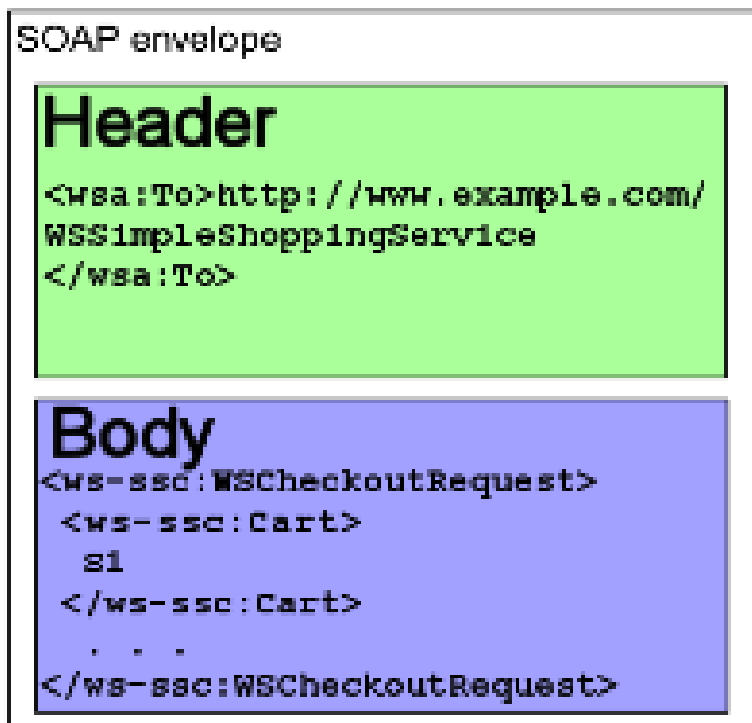 SOAP envelope
Header
<wsa:To>http://www.example.com/
WSSimpleShoppingService
</wsa:To>
Body
<ws-ssc:WSCheckoutRequest>
<ws-ssc:Cart>
S1
</ws-ssc:Cart>
. . .
</ws-ssc:WSCheckoutRequest>